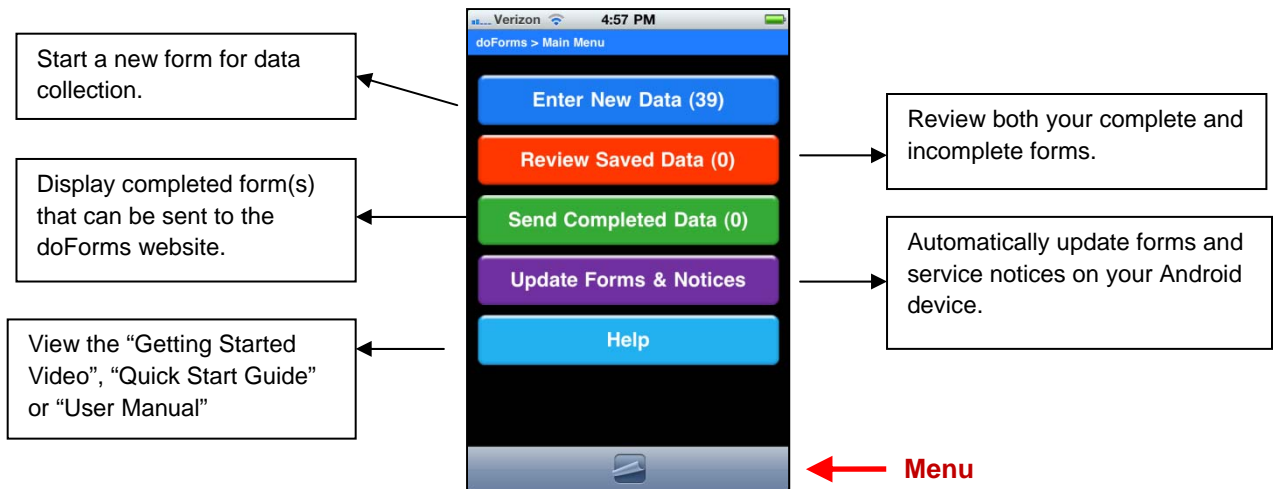 Verizon 4:57 PM
doForms > Main Menu
Start a new form for data
collection.
Enter New Data (39)
Review Saved Data (0)
Review both your complete and
incomplete forms.
Display completed form(s)
that can be sent to the
doForms website.
Send Completed Data (0)
Update Forms & Notices
Automatically update forms and
service notices on your Android
device.
View the “Getting Started
Video”, “Quick Start Guide”
or “User Manual”
Help
Menu